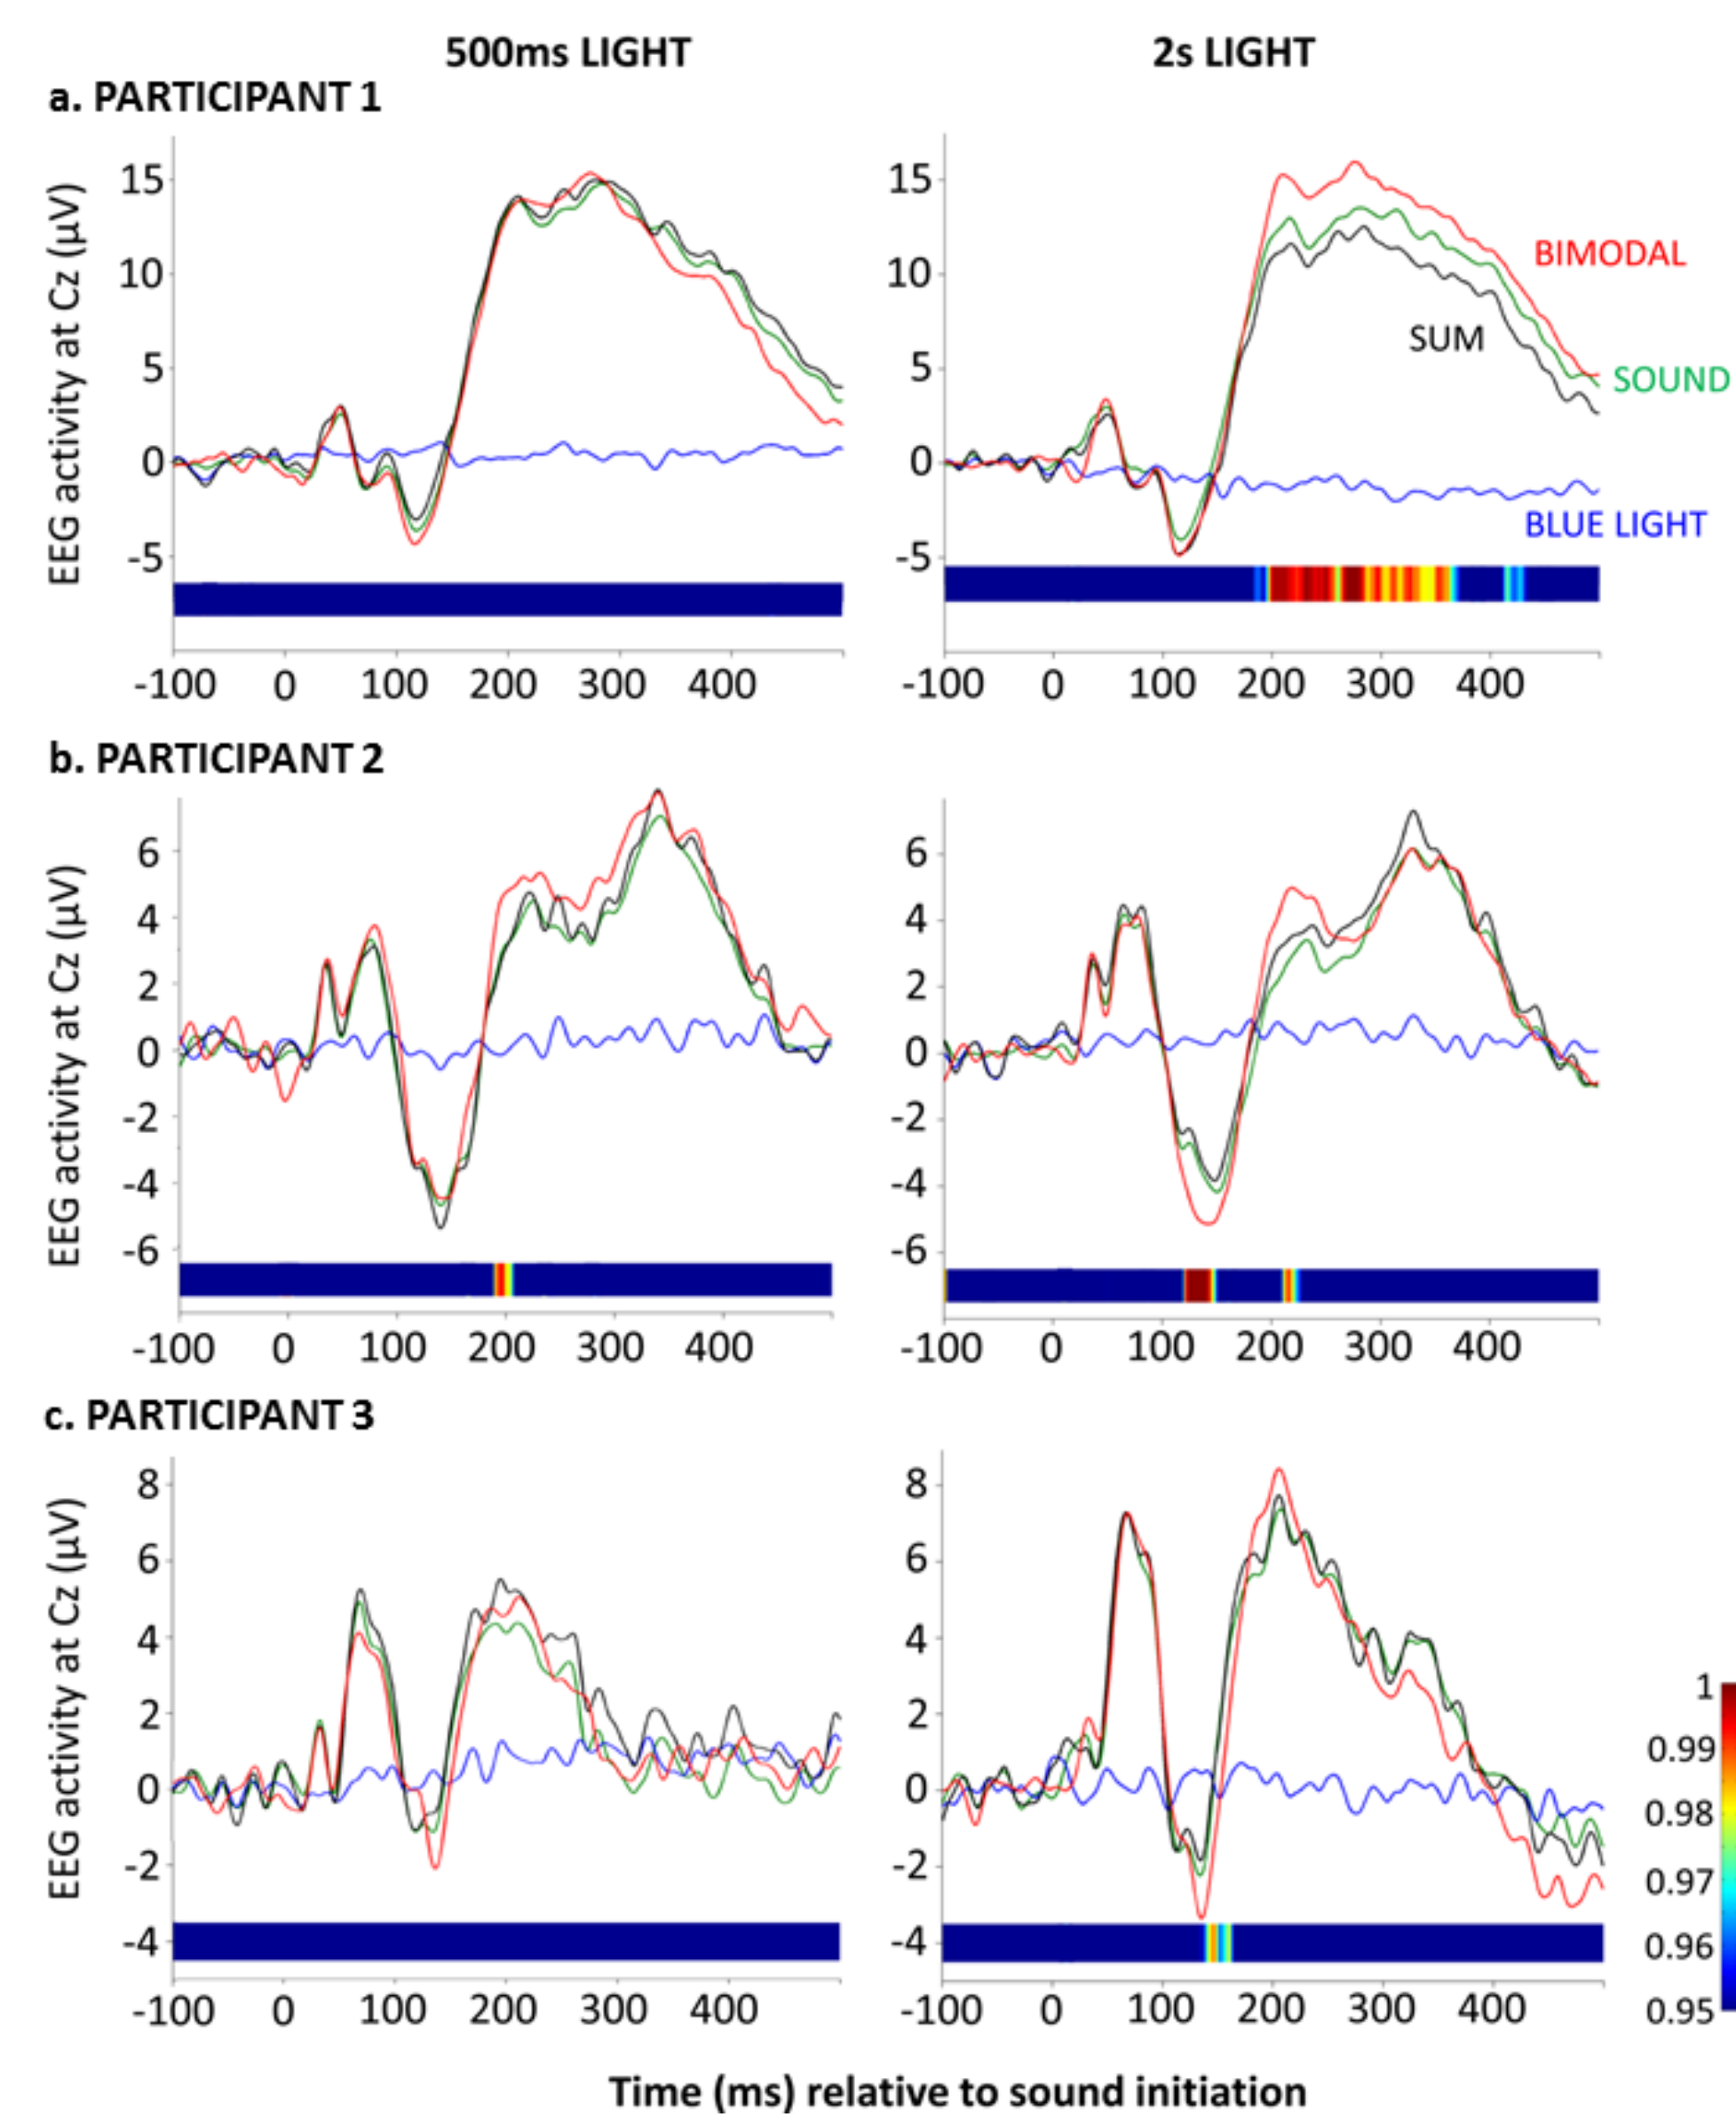 500ms LIGHT 2s LIGHT
a. PARTICIPANT 1
EEG activity at Cz (µV)
15
10
5
0
-5
-100 0 100 200 300 400
15
10
5
0
-5
BIMODAL
SUM
SOUND
BLUE LIGHT
-100 0 100 200 300 400
b. PARTICIPANT 2
EEG activity at Cz (µV)
6
4
2
0
-2
-4
-6
-100 0 100 200 300 400
6
4
2
0
-2
-4
-6
-100 0 100 200 300 400
c. PARTICIPANT 3
EEG activity at Cz (µV)
8
6
4
2
0
-2
-4
-100 0 100 200 300 400
8
6
4
2
0
-2
-4
-100 0 100 200 300 400
1
0.99
0.98
0.97
0.96
0.95
Time (ms) relative to sound initiation